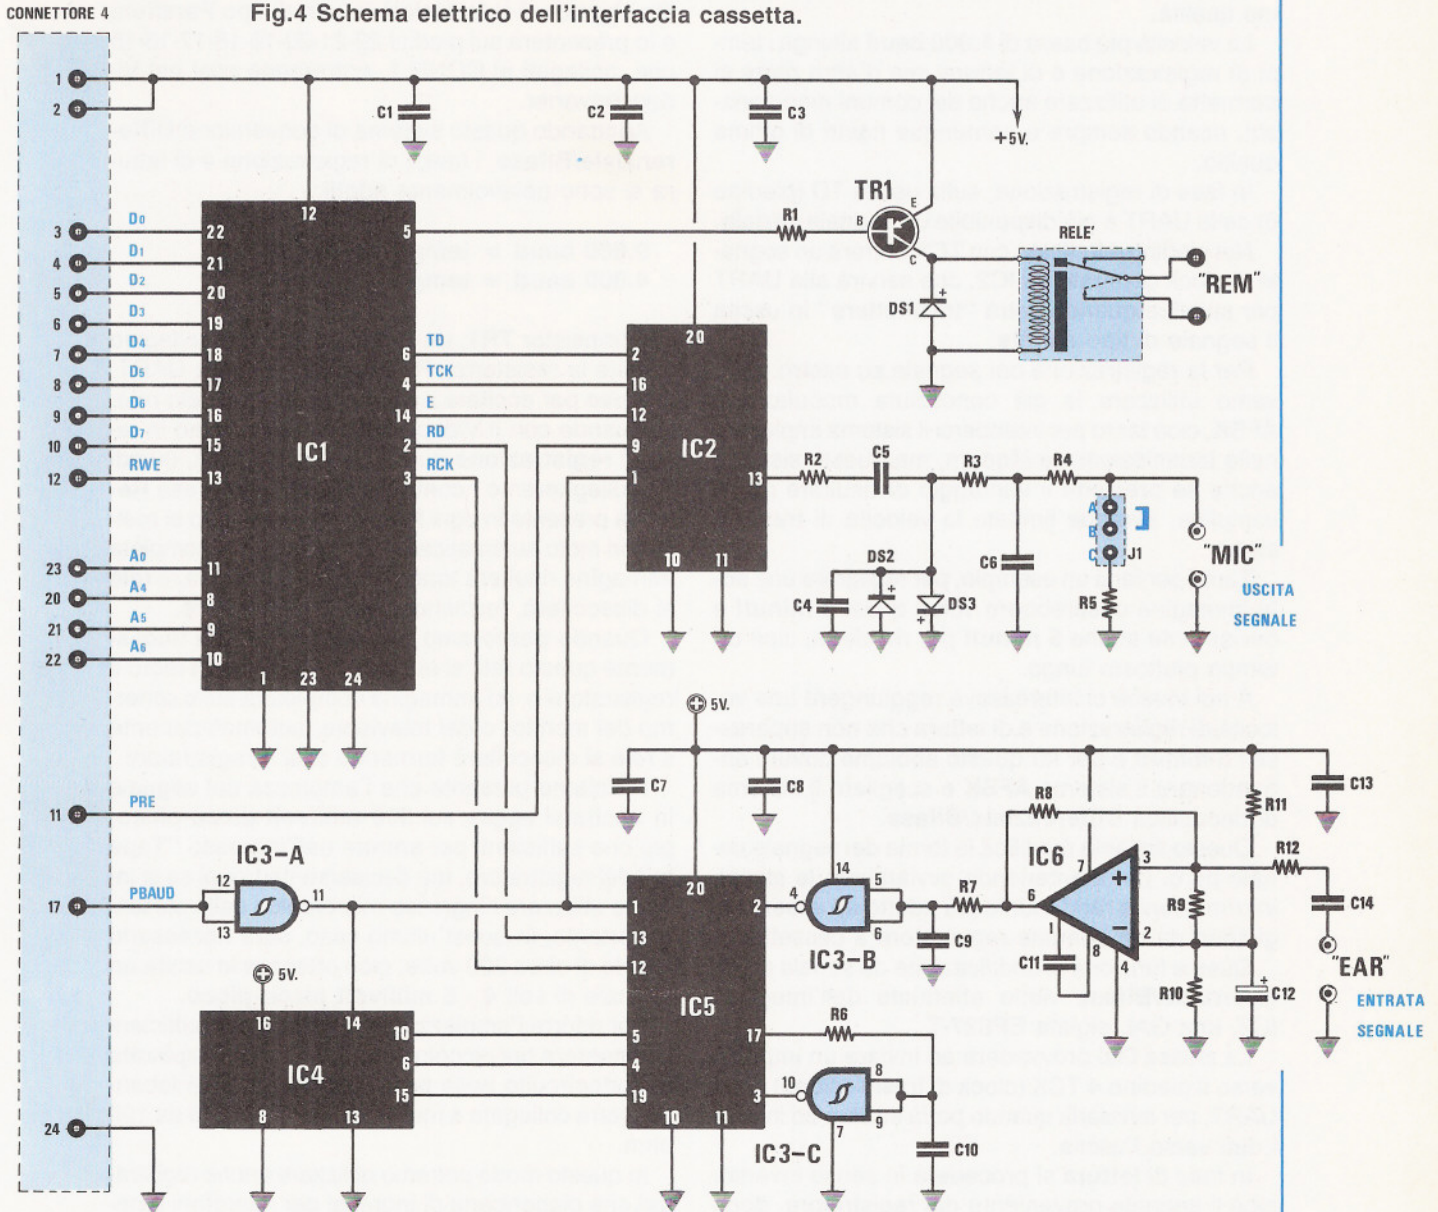 CONNETTORE 4
Fig.4 Schema elettrico dell'interfaccia cassetta.
1
2
C1
C2
C3
+5V.
TR1
E
B
C
R1
RELE'
"REM"
DS1
12
3
D0
22
5
4
D1
21
5
D2
20
6
D3
19
7
D4
18
6
TD
2
20
8
D5
17
4
TCK
16
9
D6
16
14
E
12
10
D7
15
2
RD
9
12
RWE
13
3
RCK
1
IC1
IC2
13
R2
C5
R3
R4
A
B
C
J1
"MIC"
USCITA
SEGNALE
23
A0
11
20
A4
8
21
A5
9
22
A6
10
1
23
24
10
11
C4
DS2
DS3
C6
R5
5V.
C7
C8
R8
R11
C13
11
PRE
IC3-A
17
PBAUD
12
13
11
1
20
2
13
12
14
4
5
6
IC3-B
R7
C9
IC6
7
3
6
+
−
2
1
8
4
C11
R9
R10
R12
C14
C12
"EAR"
ENTRATA
SEGNALE
5V.
16
14
10
6
15
IC4
8
13
IC5
5
4
19
17
3
10
11
R6
10
8
9
7
IC3-C
C10
24